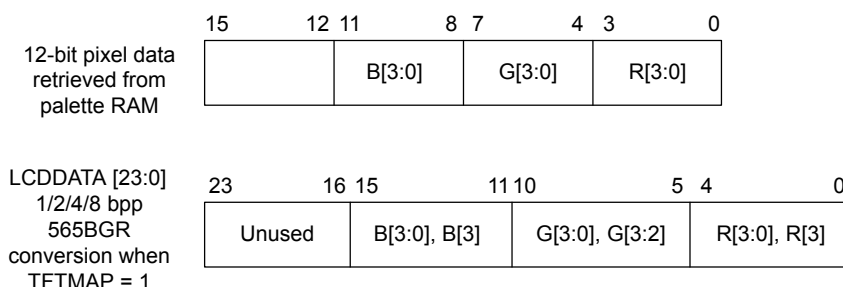 15 12 11 8 7 4 3 0
12-bit pixel data
retrieved from
palette RAM
B[3:0] G[3:0] R[3:0]
LCDDATA [23:0]
1/2/4/8 bpp
565BGR
conversion when
TFTMAP = 1
23 16 15 11 10 5 4 0
Unused B[3:0], B[3] G[3:0], G[3:2] R[3:0], R[3]